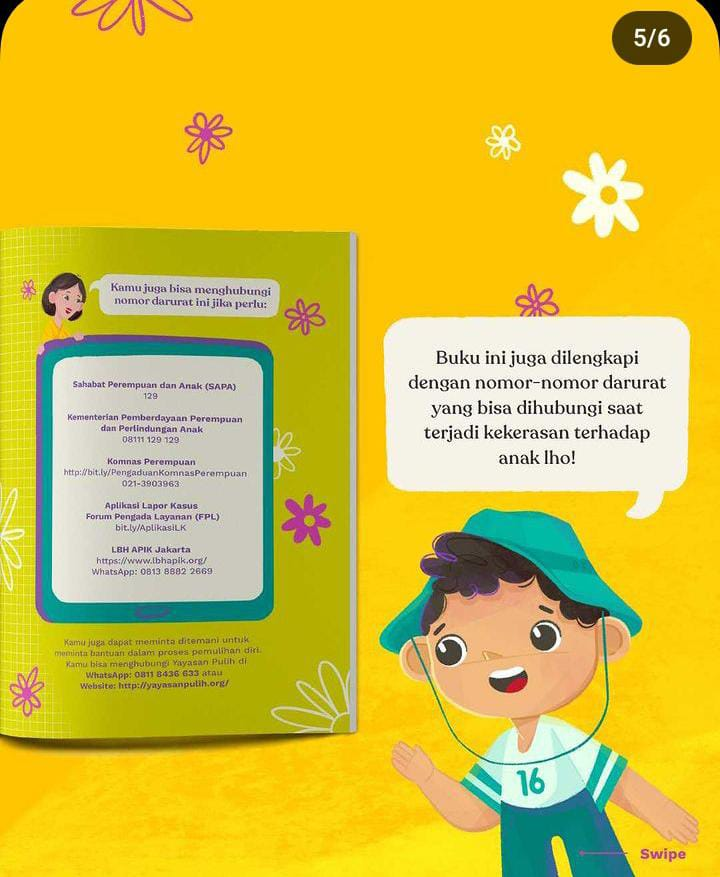 5/6
Kamu juga bisa menghubungi
nomor darurat ini jika perlu:
Sahabat Perempuan dan Anak (SAPA)
129
Kementerian Pemberdayaan Perempuan
dan Perlindungan Anak
08111 129 129
Komnas Perempuan
http://bit.ly/PengaduanKomnasPerempuan
021-3903963
Aplikasi Lapor Kasus
Forum Pengada Layanan (FPL)
bit.ly/AplikasiLK
LBH APIK Jakarta
https://www.lbhapik.org/
WhatsApp: 0813 8882 2669
Kamu juga dapat meminta ditemani untuk
meminta bantuan dalam proses pemulihan diri.
Kamu bisa menghubungi Yayasan Pulih di
WhatsApp: 0811 8436 633 atau
Website: http://yayasanpulih.org/
Buku ini juga dilengkapi
dengan nomor-nomor darurat
yang bisa dihubungi saat
terjadi kekerasan terhadap
anak lho!
16
Swipe